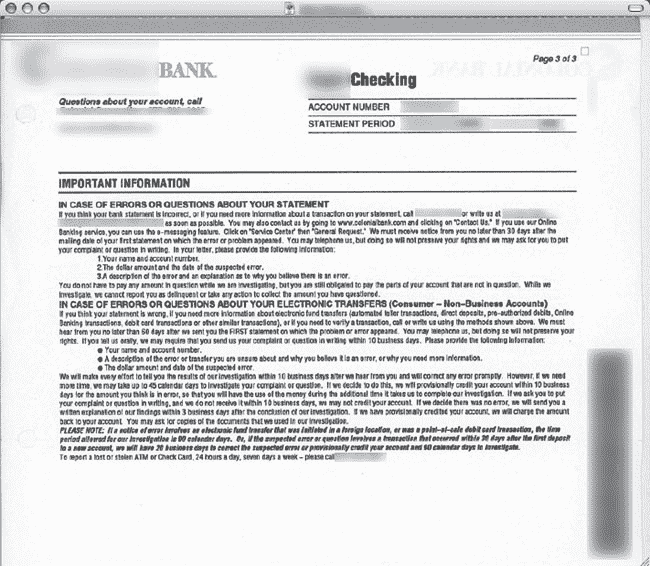 Page 3 of 3
BANK.
Checking
Questions about your account, call
ACCOUNT NUMBER
STATEMENT PERIOD
IMPORTANT INFORMATION
IN CASE OF ERRORS OR QUESTIONS ABOUT YOUR STATEMENT
If you think your bank statement is incorrect, or if you need more information about a transaction on your statement, call or write us at
as soon as possible. You may also contact us by going to www.colonialbank.com and clicking on "Contact Us." If you use our Online
Banking service, you can use the e-messaging feature. Click on "Service Center" then "General Request." We must receive notice from you no later than 30 days after the
mailing date of your first statement on which the error or problem appeared. You may telephone us, but doing so will not preserve your rights and we may ask you to put
your complaint or question in writing. In your letter, please provide the following information:
1.Your name and account number.
2.The dollar amount and the date of the suspected error.
3.A description of the error and an explanation as to why you believe there is an error.
You do not have to pay any amount in question while we are investigating, but you are still obligated to pay the parts of your account that are not in question. While we
investigate, we cannot report you as delinquent or take any action to collect the amount you have questioned.
IN CASE OF ERRORS OR QUESTIONS ABOUT YOUR ELECTRONIC TRANSFERS (Consumer – Non-Business Accounts)
If you think your statement is wrong, if you need more information about electronic fund transfers (automated teller transactions, direct deposits, pre-authorized debits, Online
Banking transactions, debit card transactions or other similar transactions), or if you need to verify a transaction, call or write us using the methods shown above. We must
hear from you no later than 60 days after we sent you the FIRST statement on which the problem or error appeared. You may telephone us, but doing so will not preserve your
rights. If you tell us orally, we may require that you send us your complaint or question in writing within 10 business days. Please provide the following information:
● Your name and account number.
● A description of the error or transfer you are unsure about and why you believe it is an error, or why you need more information.
● The dollar amount and date of the suspected error.
We will make every effort to tell you the results of our investigation within 10 business days after we hear from you and will correct any error promptly. However, if we need
more time, we may take up to 45 calendar days to investigate your complaint or question. If we decide to do this, we will provisionally credit your account within 10 business
days for the amount you think is in error, so that you will have the use of the money during the additional time it takes us to complete our investigation. If we ask you to put
your complaint or question in writing, and we do not receive it within 10 business days, we may not credit your account. If we decide there was no error, we will send you a
written explanation of our findings within 3 business days after the conclusion of our investigation. If we have provisionally credited your account, we will charge the amount
back to your account. You may ask for copies of the documents that we used in our investigation.
PLEASE NOTE: If a notice of error involves an electronic fund transfer that was initiated in a foreign location, or was a point-of-sale debit card transaction, the time
period allowed for our investigation is 90 calendar days. Or, if the suspected error or question involves a transaction that occurred within 30 days after the first deposit
to a new account, we will have 20 business days to correct the suspected error or provisionally credit your account and 90 calendar days to investigate.
To report a lost or stolen ATM or Check Card, 24 hours a day, seven days a week – please call